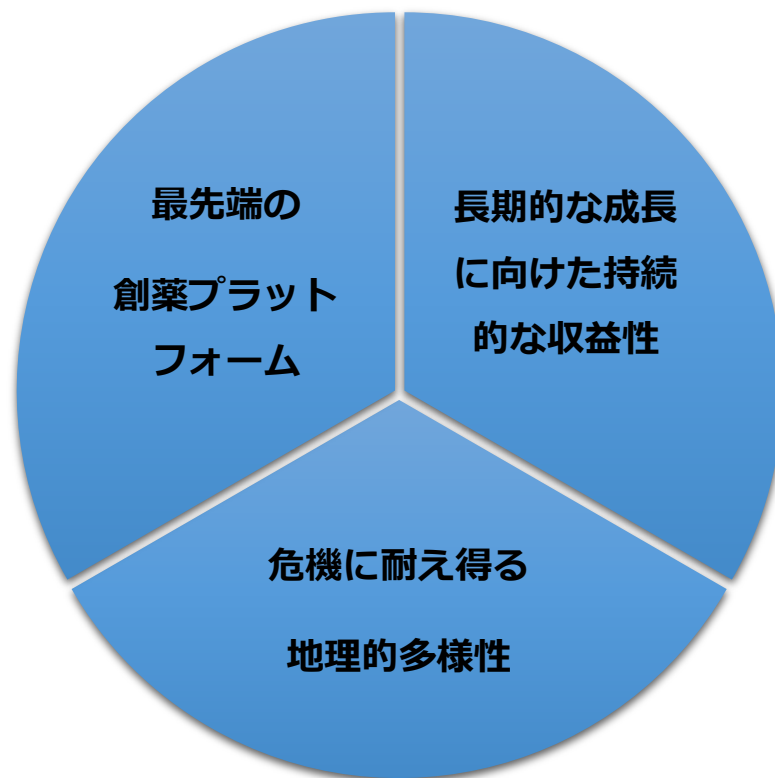 最先端の
創薬プラット
フォーム
長期的な成長
に向けた持続
的な収益性
危機に耐え得る
地理的多様性